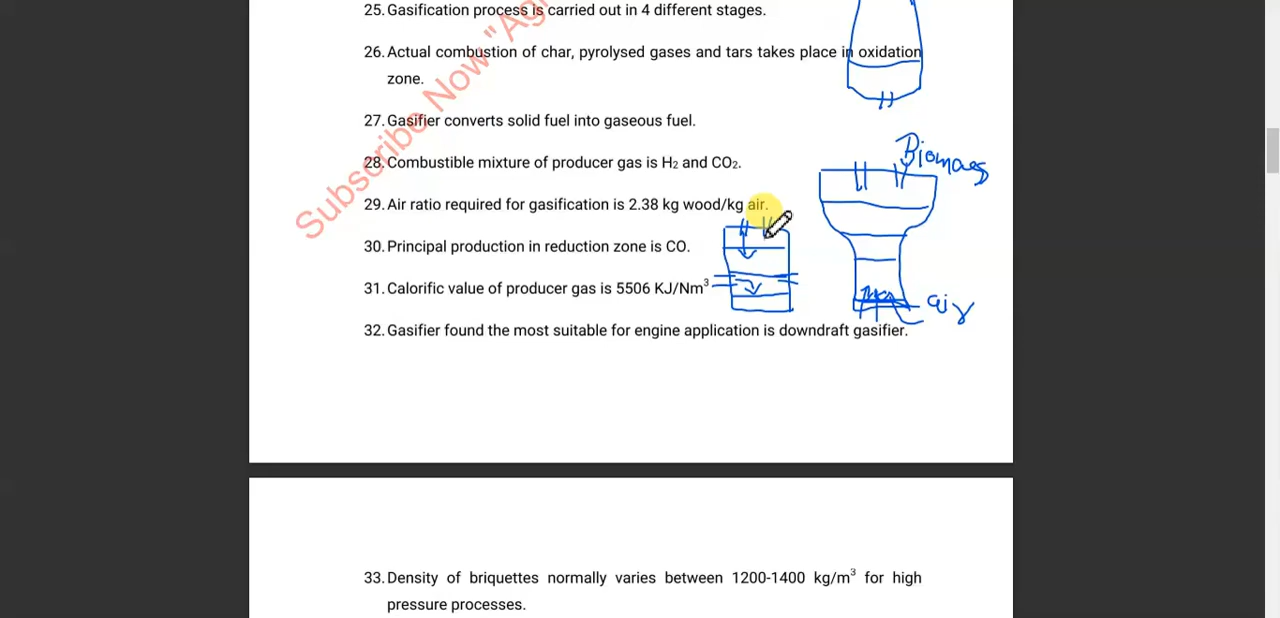 25. Gasification process is carried out in 4 different stages.
26. Actual combustion of char, pyrolysed gases and tars takes place in oxidation
zone.
27. Gasifier converts solid fuel into gaseous fuel.
Biomass
28. Combustible mixture of producer gas is H₂ and CO₂.
29. Air ratio required for gasification is 2.38 kg wood/kg air.
30. Principal production in reduction zone is CO.
31. Calorific value of producer gas is 5506 KJ/Nm³
air
32. Gasifier found the most suitable for engine application is downdraft gasifier.
Subscribe Now "Agr
33. Density of briquettes normally varies between 1200-1400 kg/m³ for high
pressure processes.